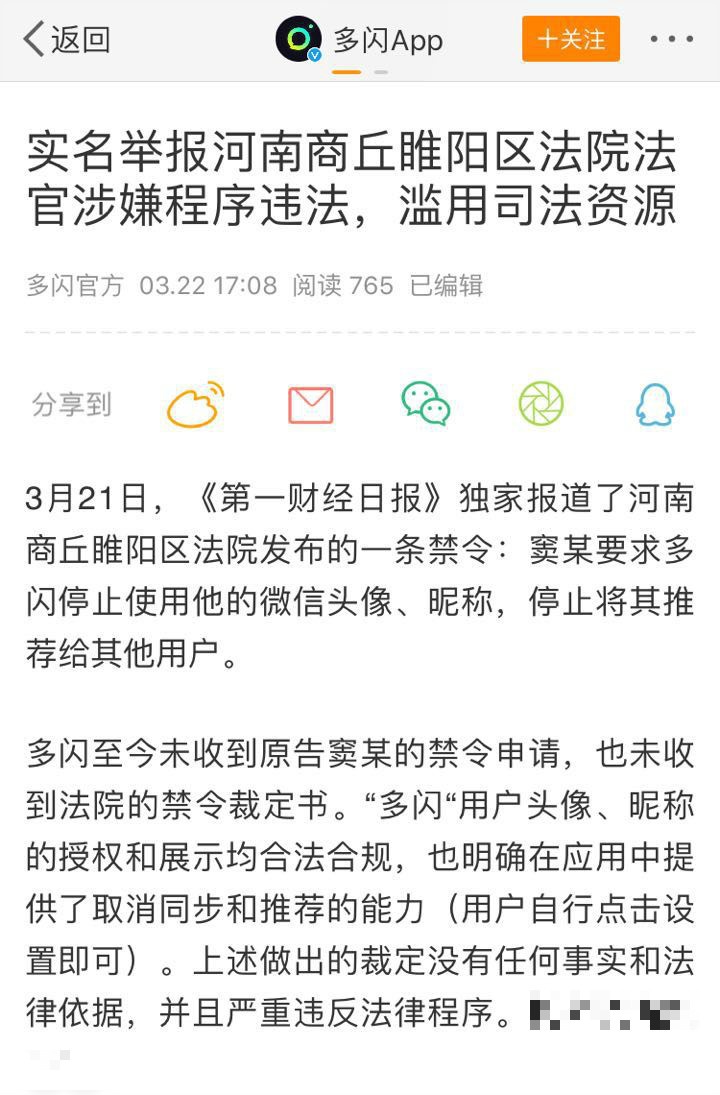 返回
多闪App
+关注
实名举报河南商丘睢阳区法院法
官涉嫌程序违法，滥用司法资源
多闪官方 03.22 17:08 阅读 765 已编辑
分享到
3月21日，《第一财经日报》独家报道了河南
商丘睢阳区法院发布的一条禁令：窦某要求多
闪停止使用他的微信头像、昵称，停止将其推
荐给其他用户。
多闪至今未收到原告窦某的禁令申请，也未收
到法院的禁令裁定书。“多闪“用户头像、昵称
的授权和展示均合法合规，也明确在应用中提
供了取消同步和推荐的能力（用户自行点击设
置即可）。上述做出的裁定没有任何事实和法
律依据，并且严重违反法律程序。